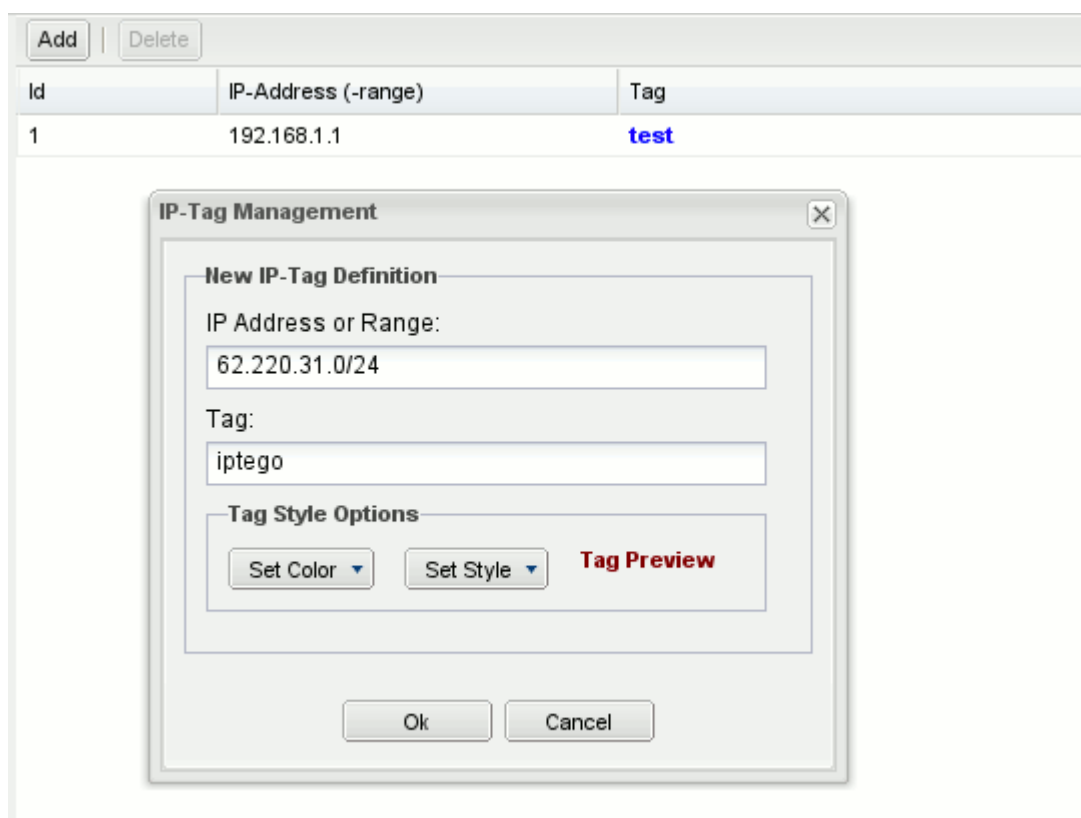 Add Delete
Id IP-Address (-range) Tag
1 192.168.1.1 test
IP-Tag Management
New IP-Tag Definition
IP Address or Range:
62.220.31.0/24
Tag:
iptego
Tag Style Options
Set Color Set Style Tag Preview
Ok Cancel